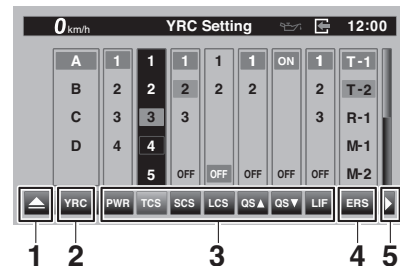 0 km/h YRC Setting 12:00
A 1 1 1 1 1 ON 1 T-1
B 2 2 2 2 2 2 T-2
C 3 3 3 3 R-1
D 4 4 M-1
5 OFF OFF OFF OFF OFF M-2
YRC PWR TCS SCS LCS QS▲ QS▼ LIF ERS
1 2 3 4 5